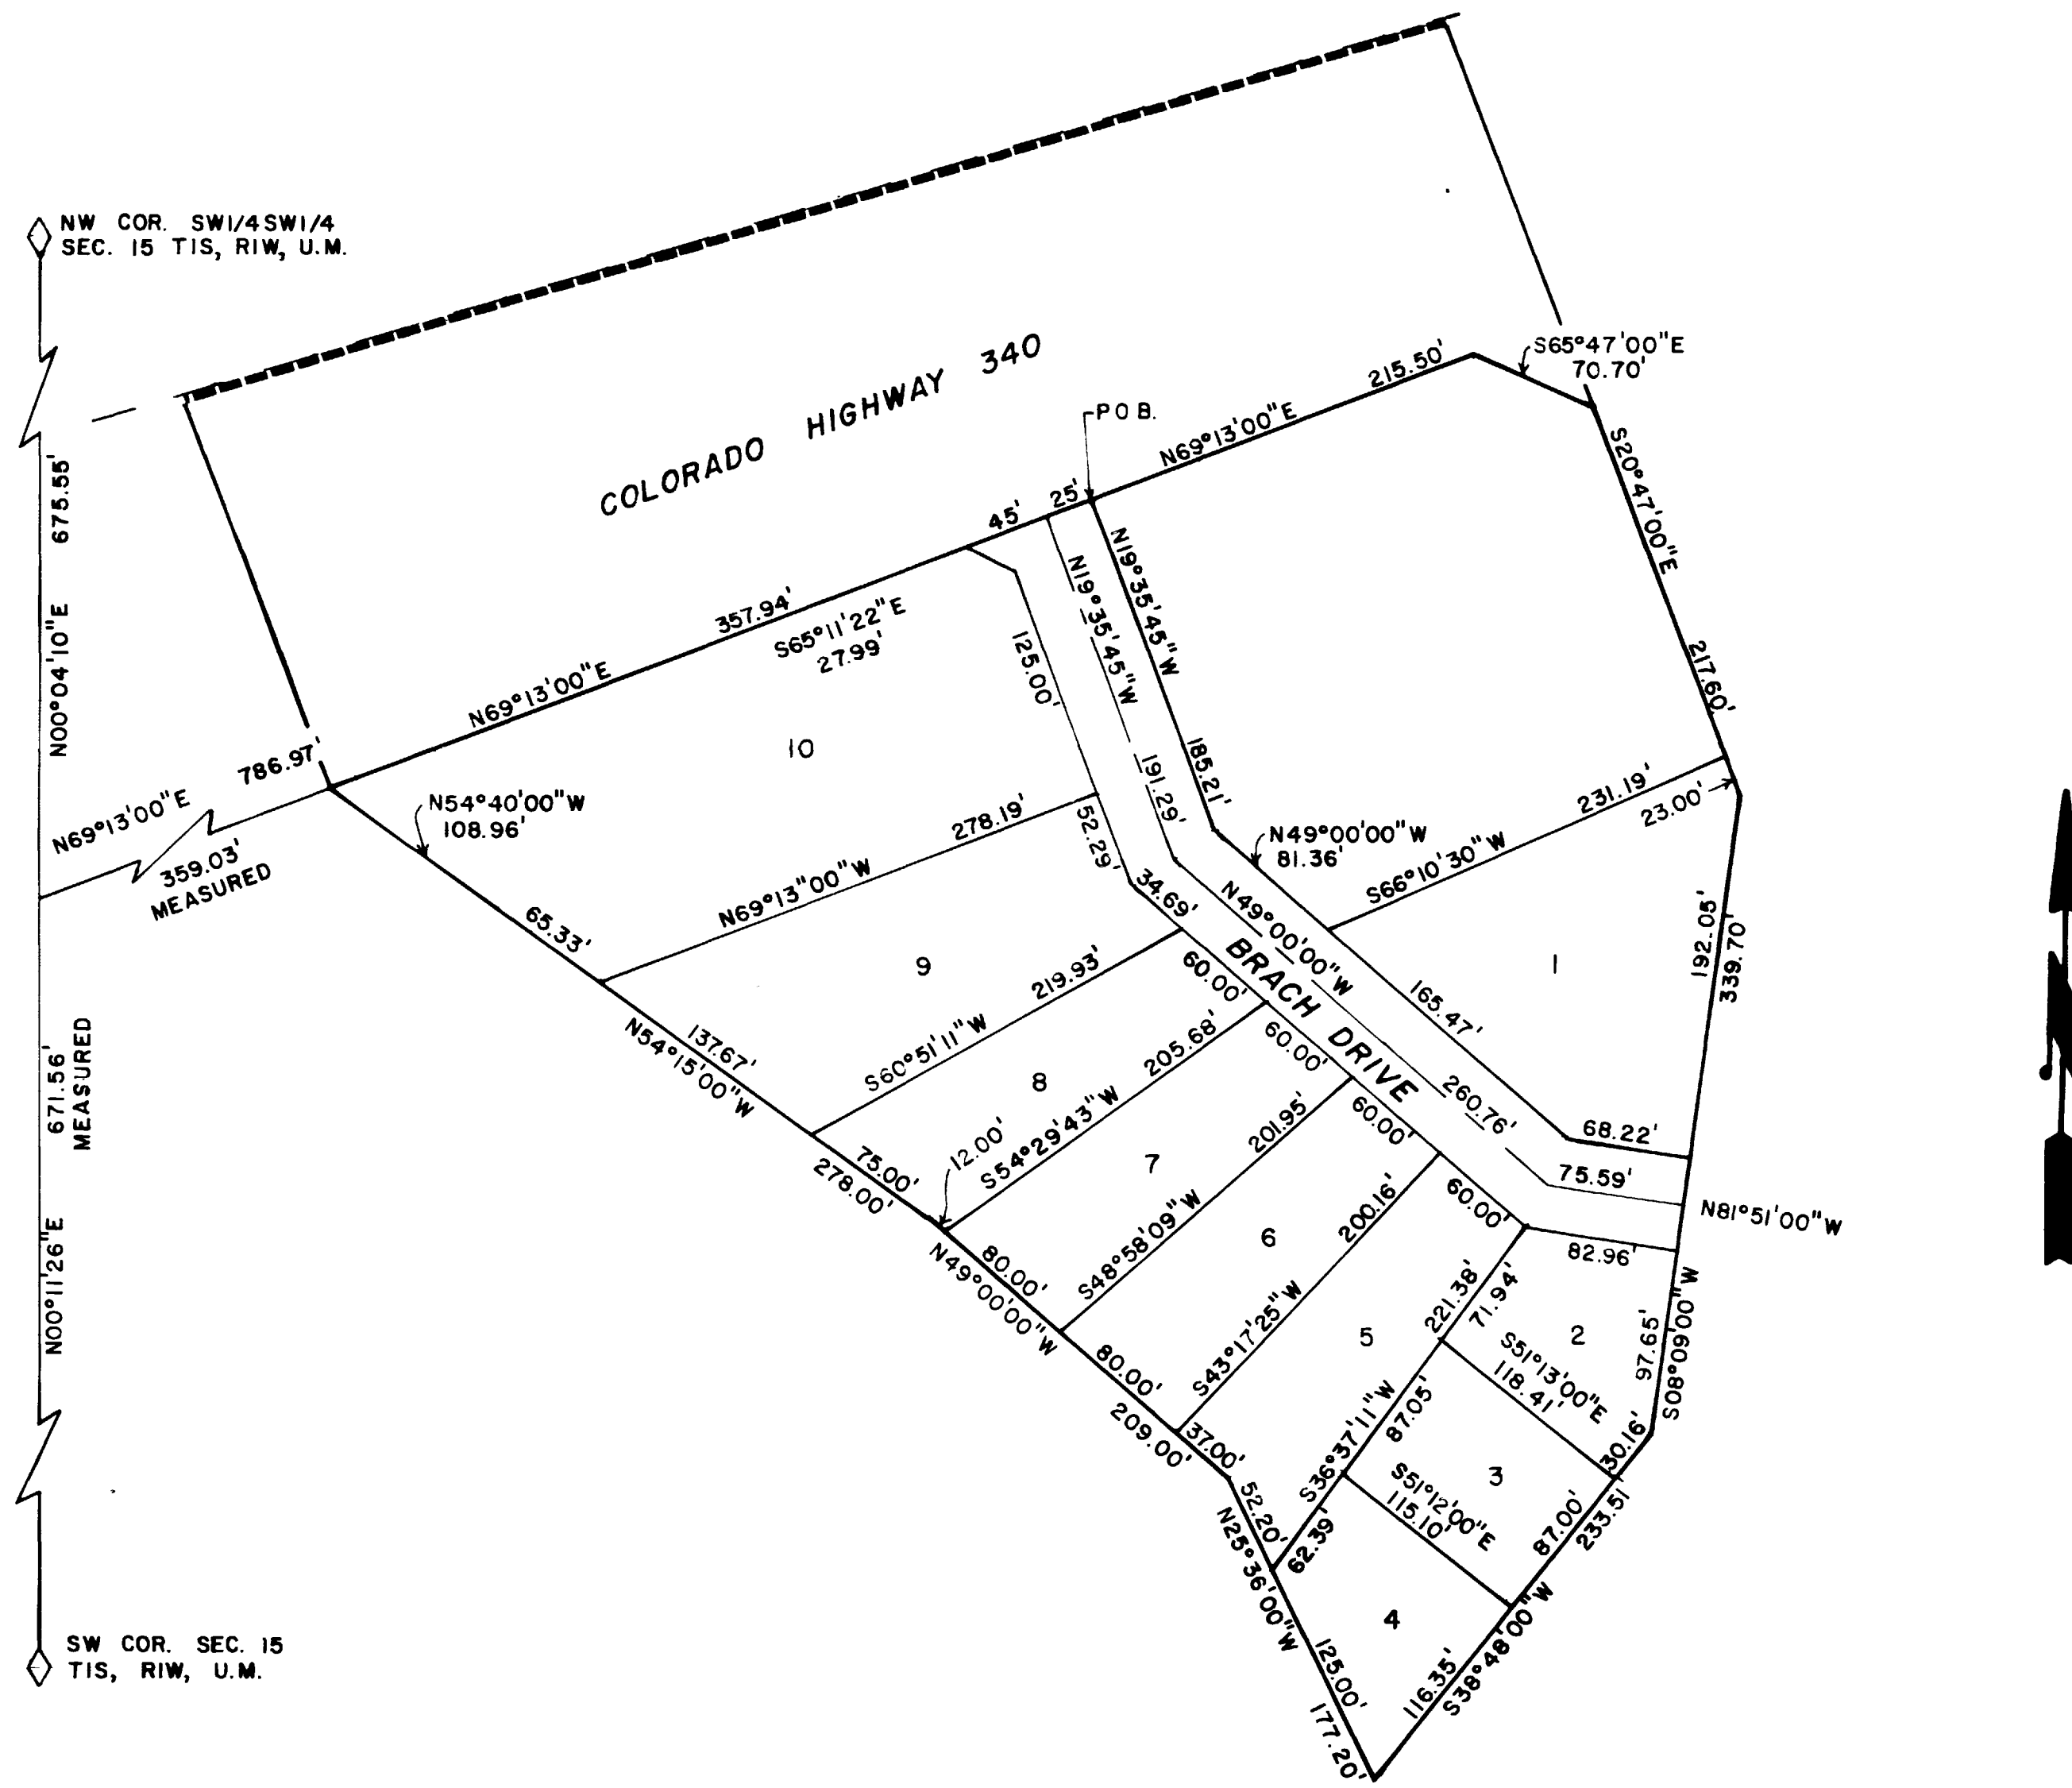 NW COR. SW1/4 SW1/4
SEC. 15 T1S, R1W, U.M.
675.55'
N00°04'10"E
N69°13'00"E
786.97'
359.03'
MEASURED
671.56'
MEASURED
N00°11'26"E
SW COR. SEC. 15
T1S, R1W, U.M.
COLORADO HIGHWAY 340
S65°47'00"E
70.70'
215.50'
N69°13'00"E
P O B.
25'
45'
357.94'
N69°13'00"E
S65°11'22"E
27.99'
S20°47'00"E
217.60'
N19°35'45"W
185.21'
N19°35'45"W
191.29'
125.00'
52.29'
10
N54°40'00"W
108.96'
278.19'
N69°13"00"W
65.33'
N49°00'00"W
81.36'
231.19'
S66°10'30"W
23.00'
192.05'
339.70'
1
34.69'
N49°00'00"W
BRACH DRIVE
260.76'
165.47'
68.22'
75.59'
N81°51'00"W
82.96'
9
219.93'
S60°51'11"W
137.67'
N54°15'00"W
60.00'
8
205.68'
S54°29'43"W
12.00'
75.00'
278.00'
60.00'
7
201.95'
S48°58'09"W
80.00'
N49°00'00"W
60.00'
6
200.16'
S43°17'25"W
80.00'
209.00'
60.00'
5
221.38'
71.94'
S36°37'11"W
37.00'
52.20'
N25°36'00"W
2
S51°13'00"E
118.41'
97.65'
S08°09'00"W
30.16'
87.05'
3
S51°12'00"E
115.10'
87.00'
233.51
62.39'
4
125.00'
177.20'
116.35'
S38°48'00"W